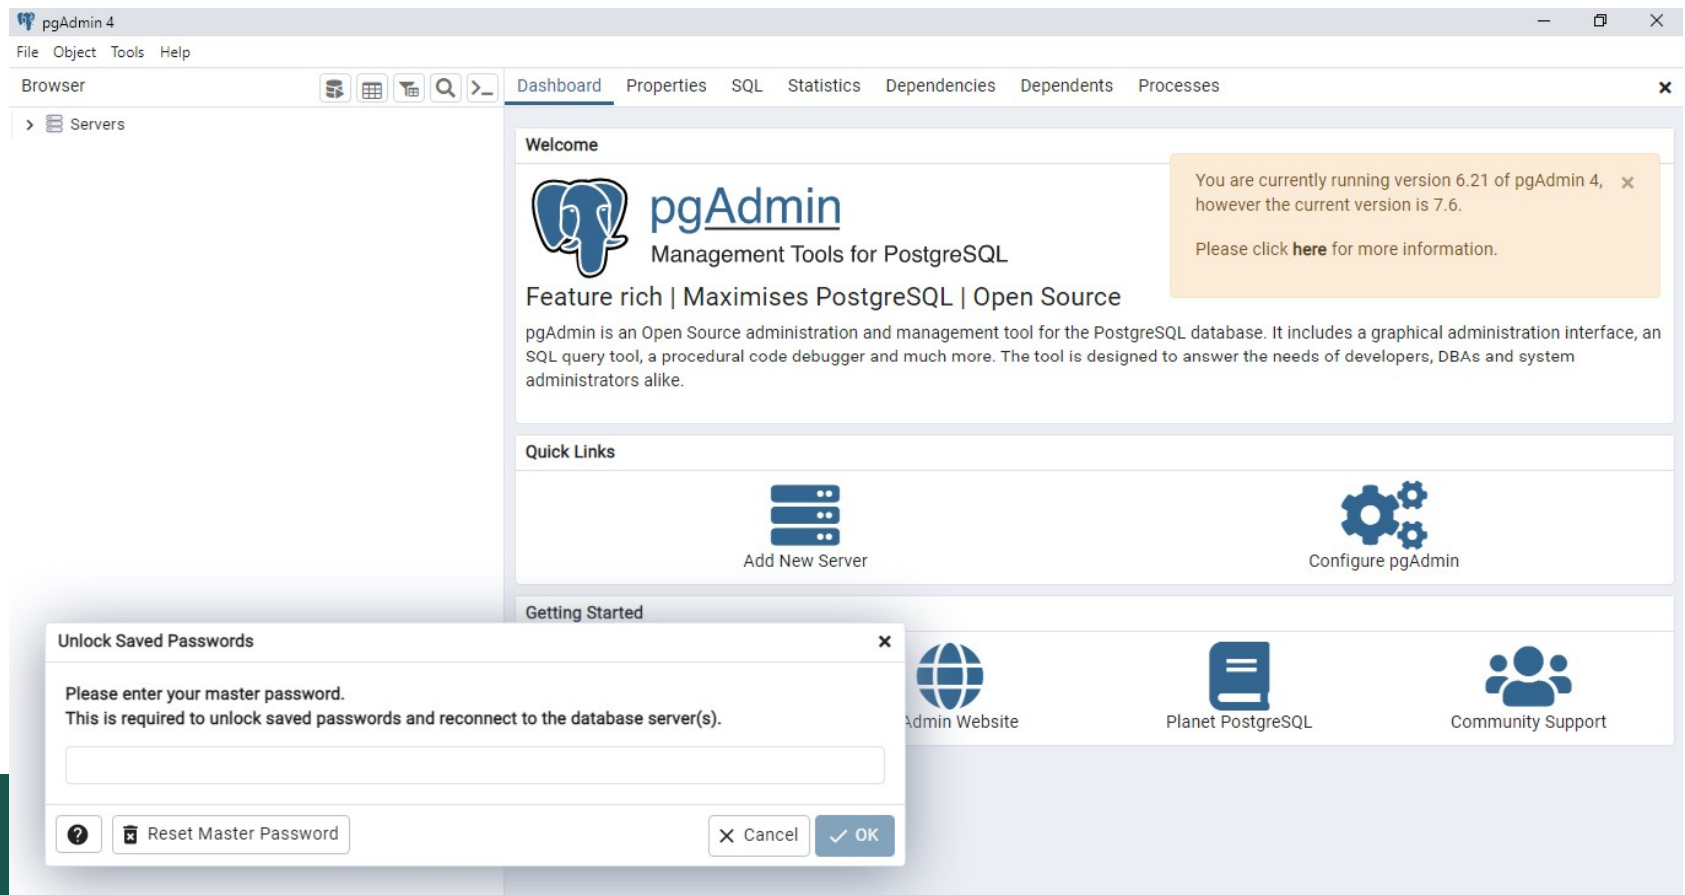 pgAdmin 4
File Object Tools Help
Browser
Dashboard Properties SQL Statistics Dependencies Dependents Processes
Servers
Welcome
pgAdmin
Management Tools for PostgreSQL
Feature rich | Maximises PostgreSQL | Open Source
You are currently running version 6.21 of pgAdmin 4,
however the current version is 7.6.
Please click here for more information.
pgAdmin is an Open Source administration and management tool for the PostgreSQL database. It includes a graphical administration interface, an
SQL query tool, a procedural code debugger and much more. The tool is designed to answer the needs of developers, DBAs and system
administrators alike.
Quick Links
Add New Server
Configure pgAdmin
Getting Started
Admin Website
Planet PostgreSQL
Community Support
Unlock Saved Passwords
Please enter your master password.
This is required to unlock saved passwords and reconnect to the database server(s).
Reset Master Password
Cancel
OK